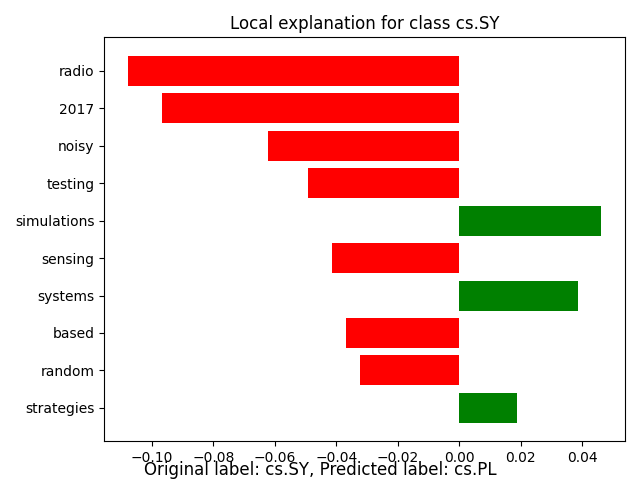 Local explanation for class cs.SY
radio
2017
noisy
testing
simulations
sensing
systems
based
random
strategies
−0.10 −0.08 −0.06 −0.04 −0.02 0.00 0.02 0.04
Original label: cs.SY, Predicted label: cs.PL